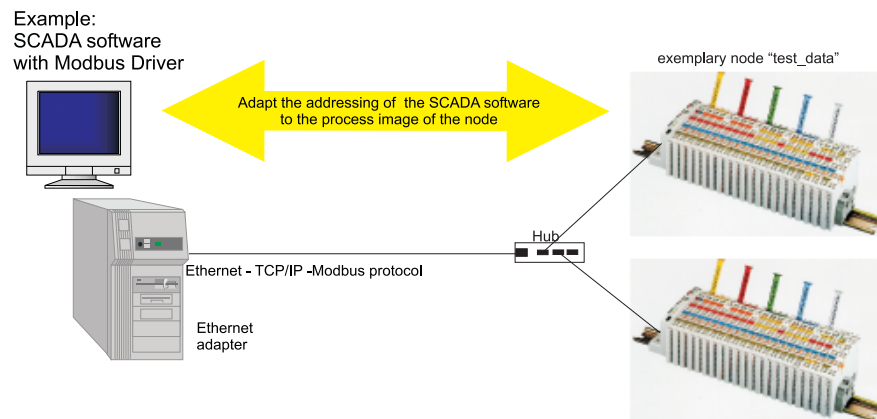 Example:
SCADA software
with Modbus Driver
Adapt the addressing of the SCADA software
to the process image of the node
exemplary node “test_data”
Hub
Ethernet - TCP/IP -Modbus protocol
Ethernet
adapter